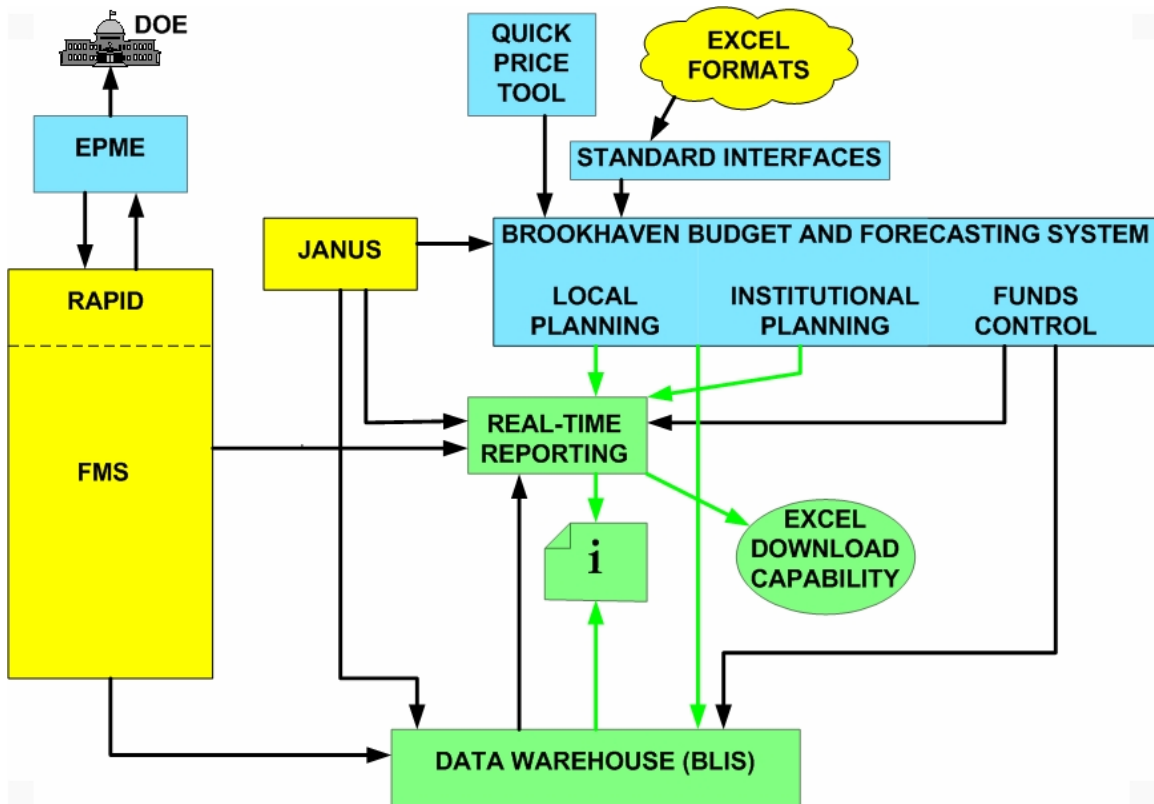 DOE
QUICK
PRICE
TOOL
EXCEL
FORMATS
EPME
STANDARD INTERFACES
JANUS
BROOKHAVEN BUDGET AND FORECASTING SYSTEM
LOCAL
PLANNING
INSTITUTIONAL
PLANNING
FUNDS
CONTROL
RAPID
FMS
REAL-TIME
REPORTING
i
EXCEL
DOWNLOAD
CAPABILITY
DATA WAREHOUSE (BLIS)